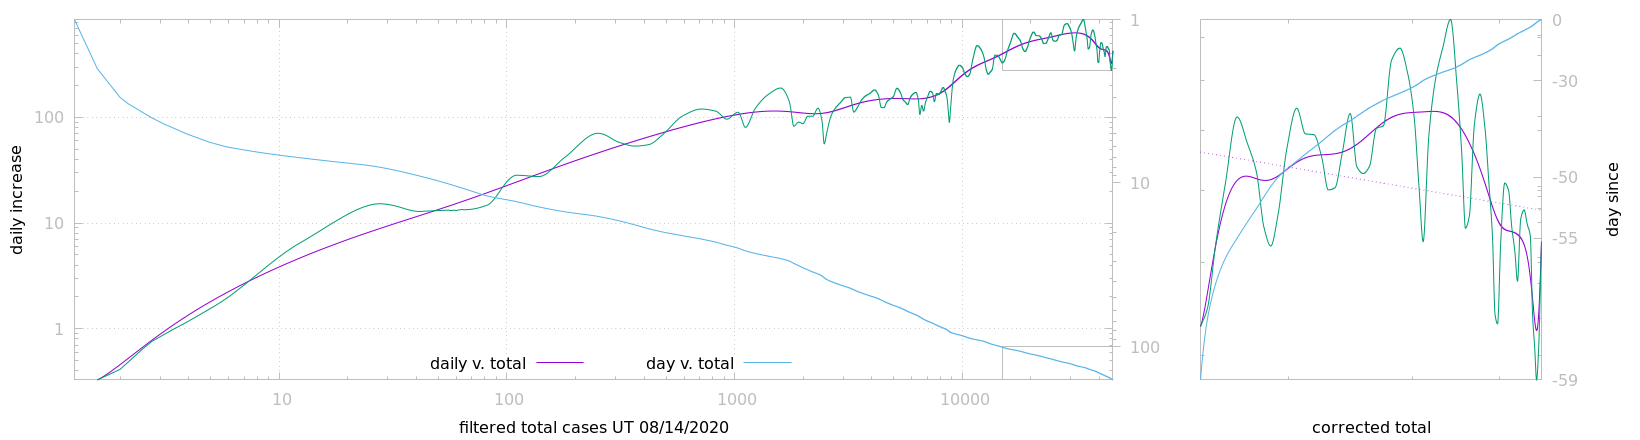 daily increase
100
10
1
1
10
100
daily v. total
day v. total
10
100
1000
10000
filtered total cases UT 08/14/2020
0
-30
-50
-55
-59
day since
corrected total